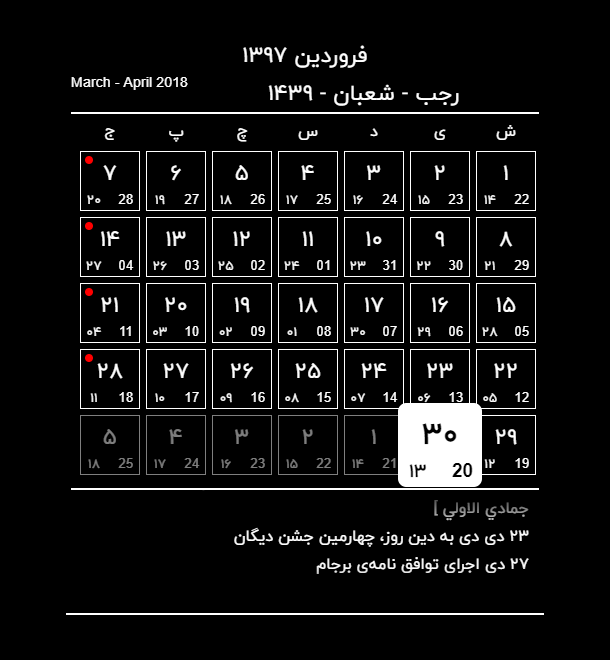 فروردین ۱۳۹۷
March - April 2018
رجب - شعبان - ۱۴۳۹
ش ی د س چ پ ج
۱ ۲ ۳ ۴ ۵ ۶ ۷
۱۴ 22 ۱۵ 23 ۱۶ 24 ۱۷ 25 ۱۸ 26 ۱۹ 27 ۲۰ 28
۸ ۹ ۱۰ ۱۱ ۱۲ ۱۳ ۱۴
۲۱ 29 ۲۲ 30 ۲۳ 31 ۲۴ 01 ۲۵ 02 ۲۶ 03 ۲۷ 04
۱۵ ۱۶ ۱۷ ۱۸ ۱۹ ۲۰ ۲۱
۲۸ 05 ۲۹ 06 ۳۰ 07 ۰۱ 08 ۰۲ 09 ۰۳ 10 ۰۴ 11
۲۲ ۲۳ ۲۴ ۲۵ ۲۶ ۲۷ ۲۸
۰۵ 12 ۰۶ 13 ۰۷ 14 ۰۸ 15 ۰۹ 16 ۱۰ 17 ۱۱ 18
۲۹ ۳۰ ۱ ۲ ۳ ۴ ۵
۱۲ 19 ۱۳ 20 ۱۴ 21 ۱۵ 22 ۱۶ 23 ۱۷ 24 ۱۸ 25
جمادي الاولي ]
۲۳ دی دی به دین روز، چهارمین جشن دیگان
۲۷ دی اجرای توافق نامه‌ی برجام